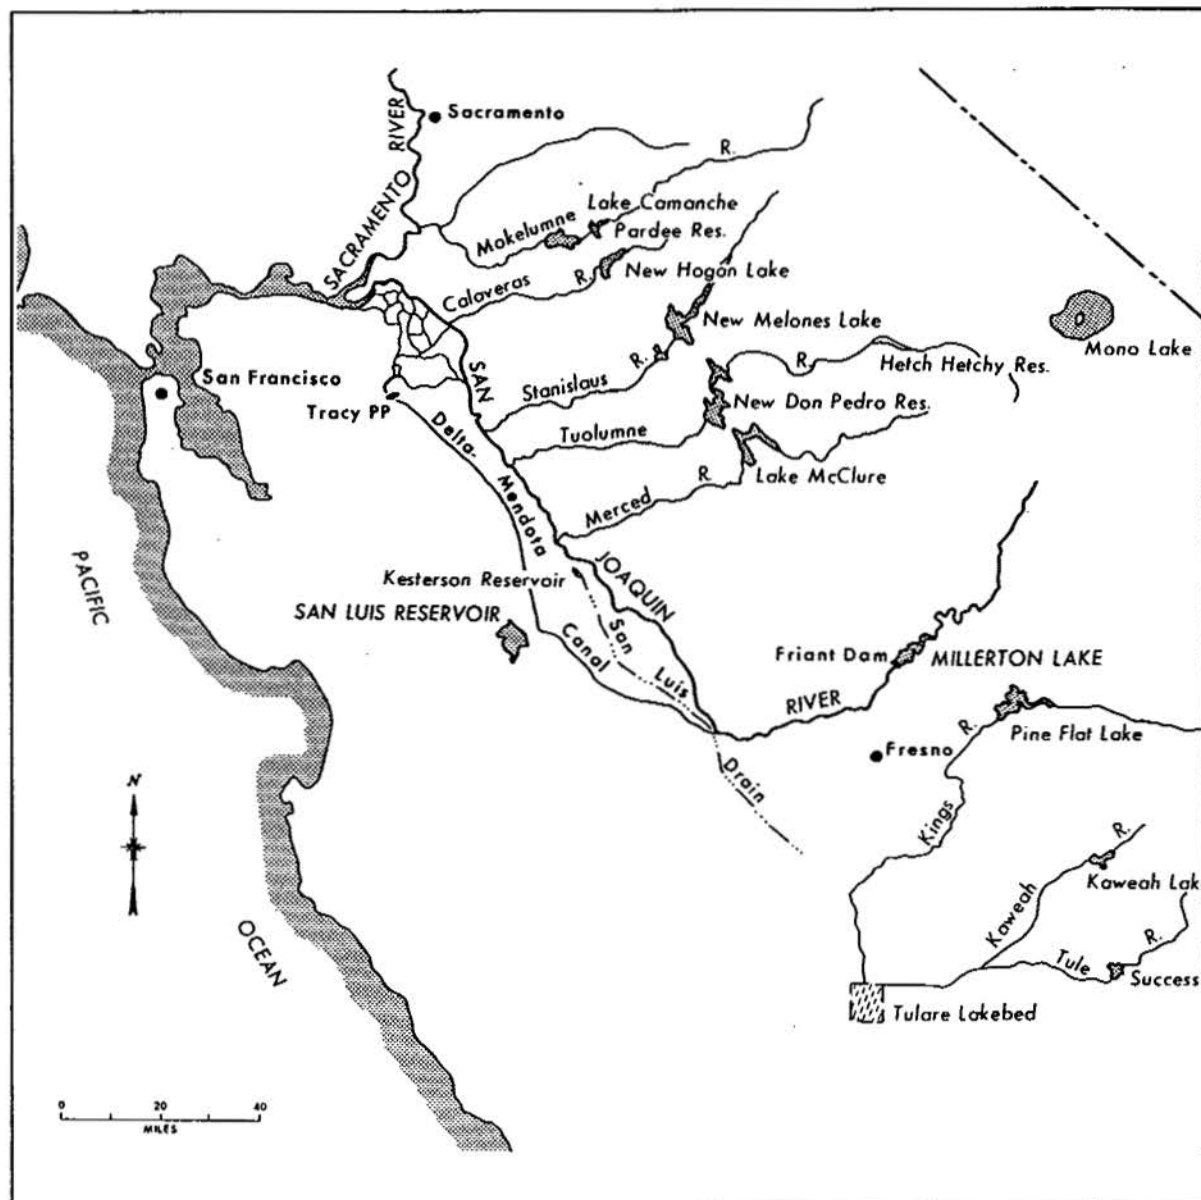 Sacramento
SACRAMENTO RIVER
R.
Mokelumne
Lake Camanche
Pardee Res.
Calaveras R.
New Hogan Lake
New Melones Lake
Mono Lake
Stanislaus R.
R.
Hetch Hetchy Res.
San Francisco
Tracy PP
New Don Pedro Res.
Tuolumne
Lake McClure
Merced R.
SAN JOAQUIN RIVER
Delta-Mendota Canal
Kesterson Reservoir
SAN LUIS RESERVOIR
San Luis Drain
PACIFIC OCEAN
Friant Dam
MILLERTON LAKE
Fresno
Pine Flat Lake
Kings R.
Kaweah R.
Kaweah Lak
Tule R.
Success
Tulare Lakebed
N
0 20 40
MILES